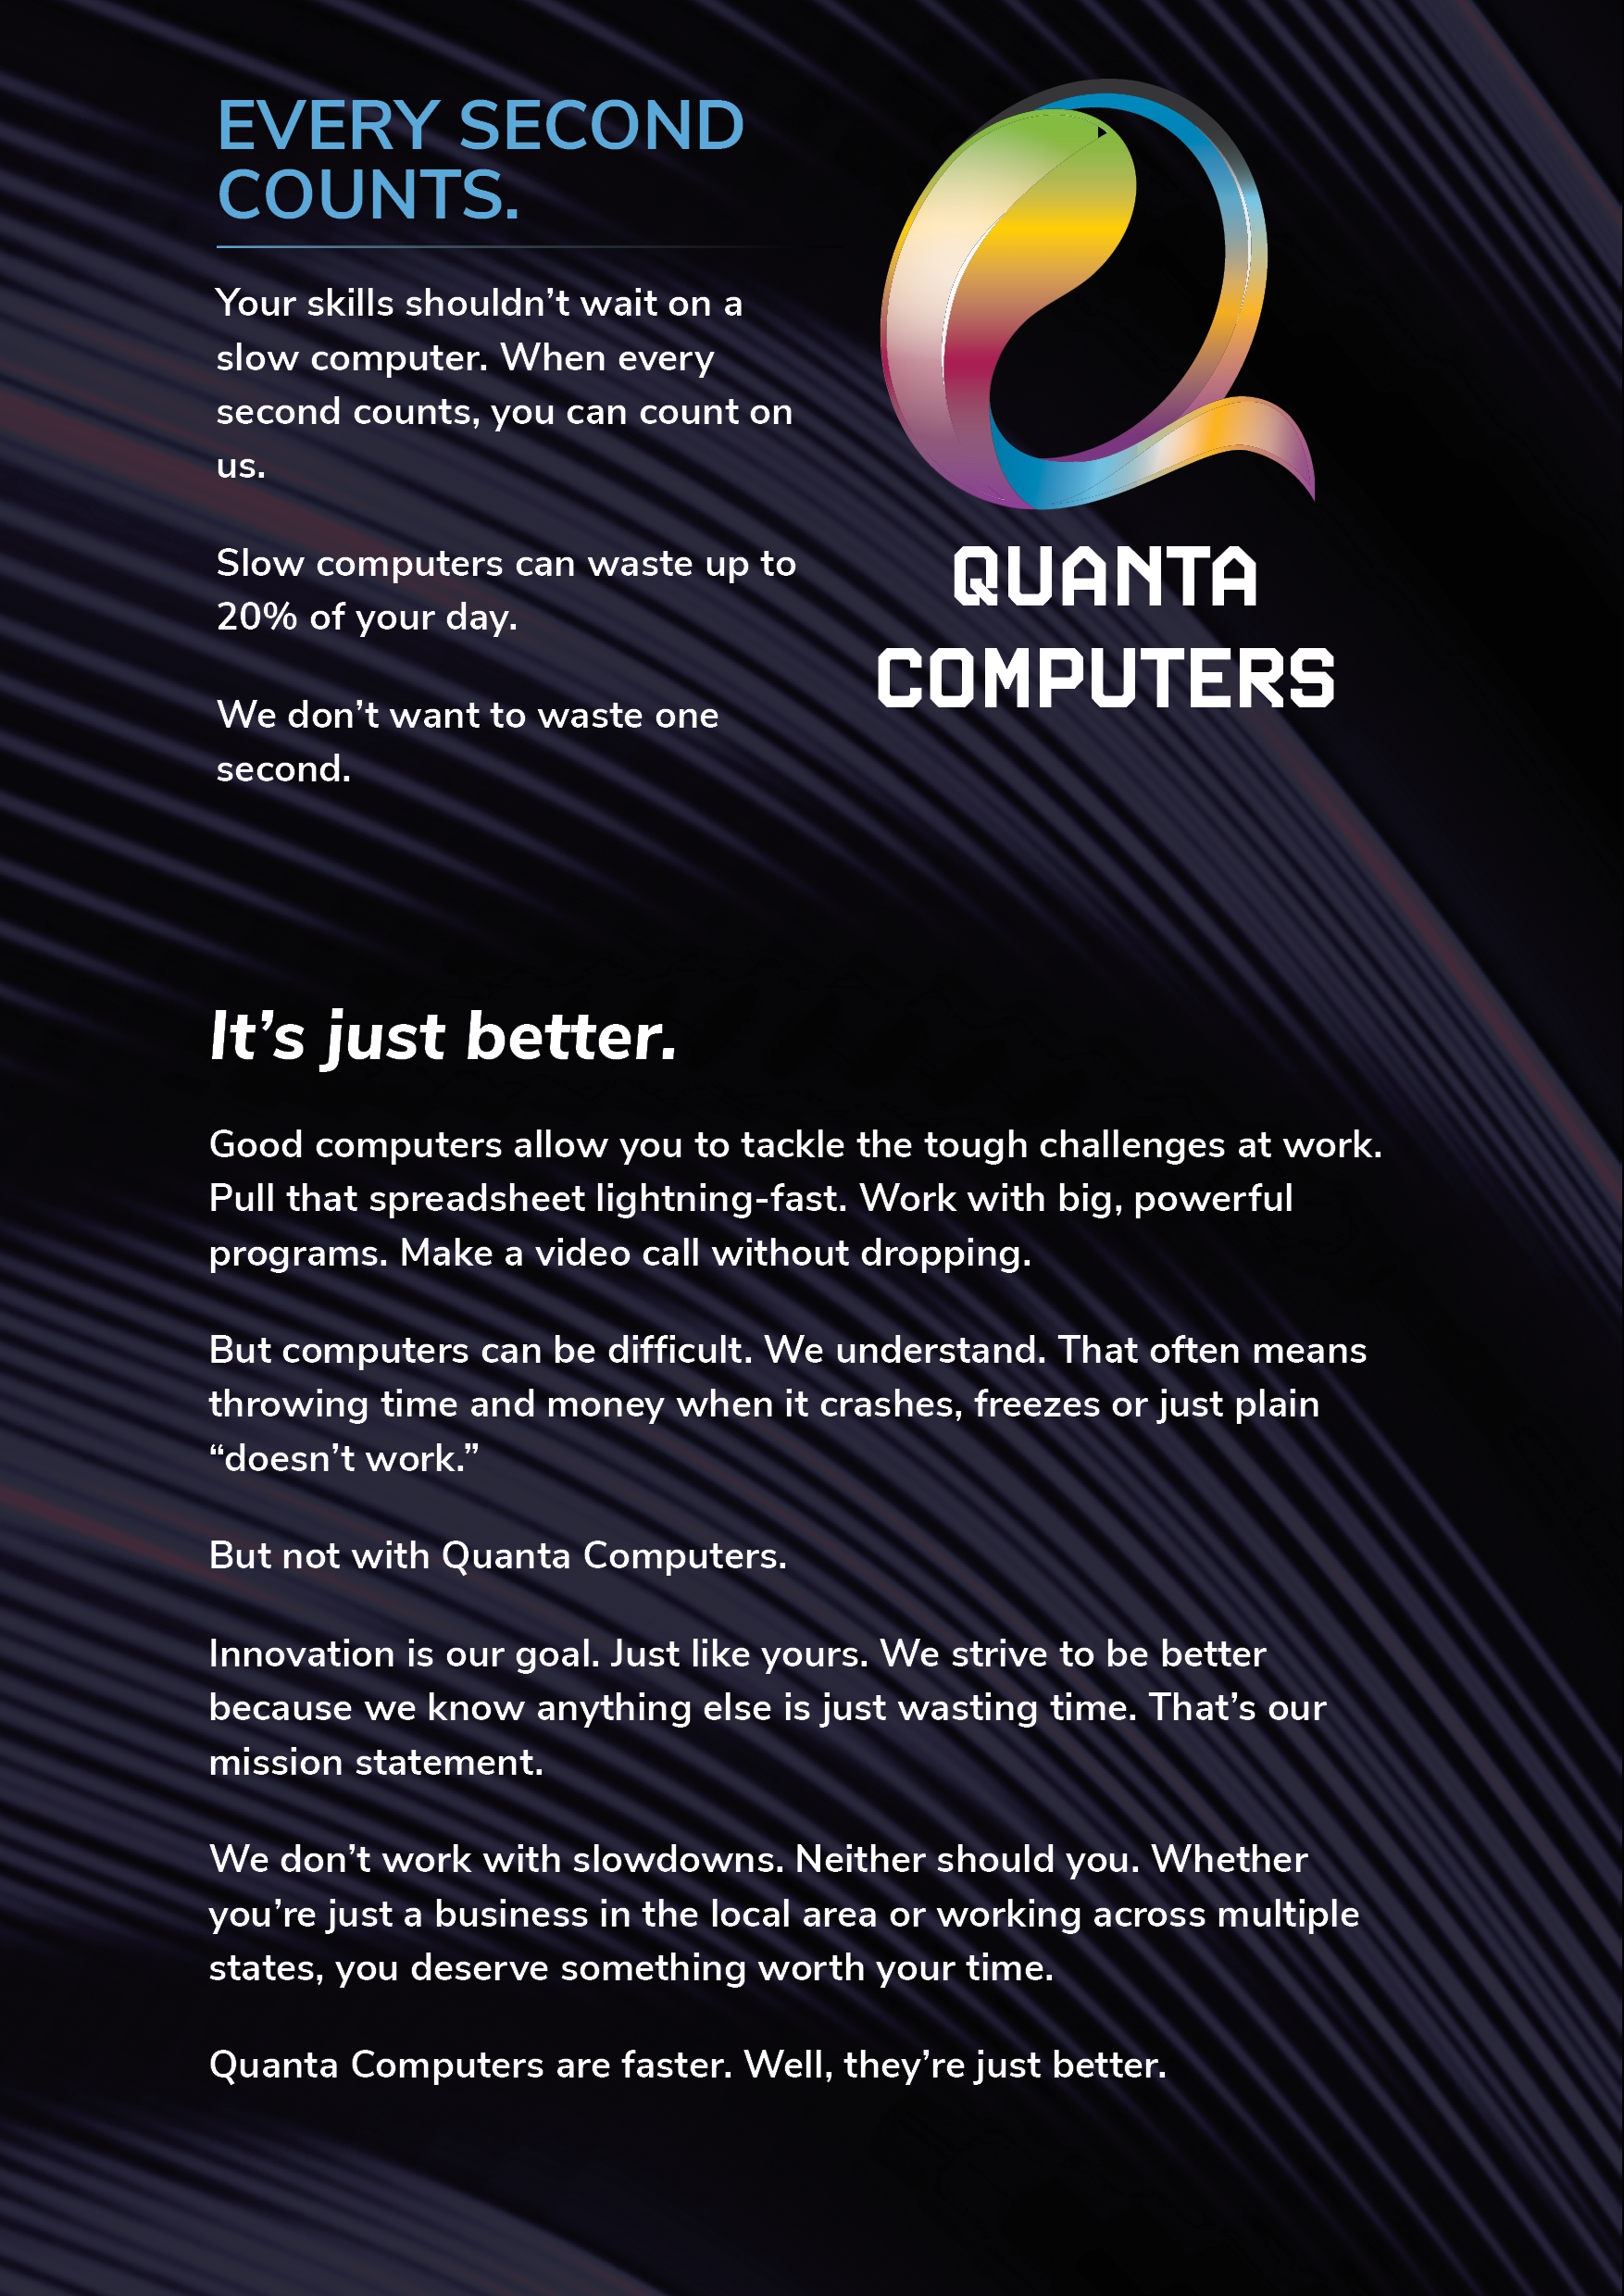 EVERY SECOND
COUNTS.
Your skills shouldn’t wait on a
slow computer. When every
second counts, you can count on
us.
Slow computers can waste up to
20% of your day.
We don’t want to waste one
second.
QUANTA
COMPUTERS
It’s just better.
Good computers allow you to tackle the tough challenges at work.
Pull that spreadsheet lightning-fast. Work with big, powerful
programs. Make a video call without dropping.
But computers can be difficult. We understand. That often means
throwing time and money when it crashes, freezes or just plain
“doesn’t work.”
But not with Quanta Computers.
Innovation is our goal. Just like yours. We strive to be better
because we know anything else is just wasting time. That’s our
mission statement.
We don’t work with slowdowns. Neither should you. Whether
you’re just a business in the local area or working across multiple
states, you deserve something worth your time.
Quanta Computers are faster. Well, they’re just better.